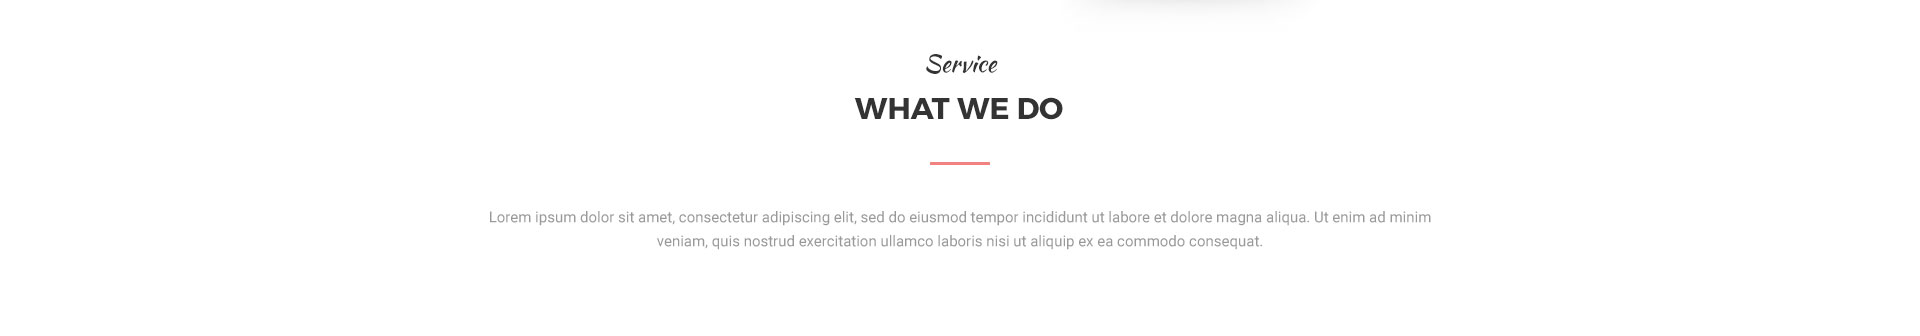 Service
WHAT WE DO
Lorem ipsum dolor sit amet, consectetur adipiscing elit, sed do eiusmod tempor incididunt ut labore et dolore magna aliqua. Ut enim ad minim
veniam, quis nostrud exercitation ullamco laboris nisi ut aliquip ex ea commodo consequat.